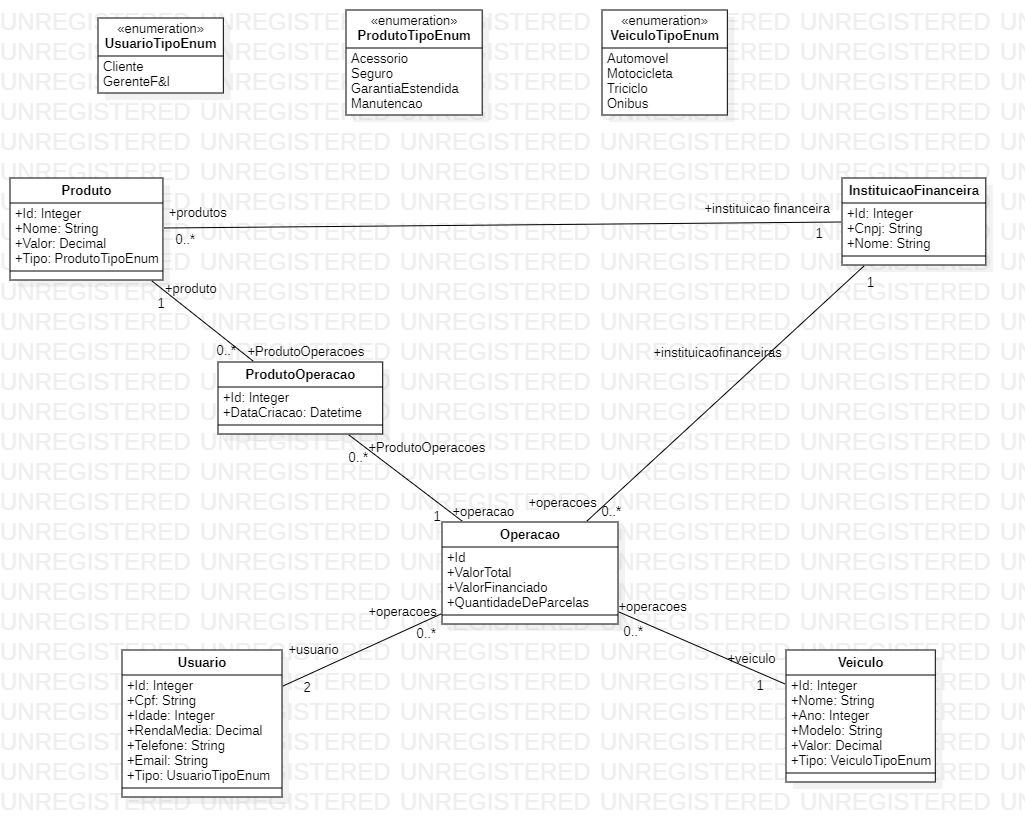 «enumeration»
UsuarioTipoEnum
Cliente
GerenteF&I
«enumeration»
ProdutoTipoEnum
Acessorio
Seguro
GarantiaEstendida
Manutencao
«enumeration»
VeiculoTipoEnum
Automovel
Motocicleta
Triciclo
Onibus
Produto
+Id: Integer
+Nome: String
+Valor: Decimal
+Tipo: ProdutoTipoEnum
+produtos
0..*
+instituicao financeira
1
InstituicaoFinanceira
+Id: Integer
+Cnpj: String
+Nome: String
+produto
1
1
0..*
+ProdutoOperacoes
+instituicaofinanceiras
ProdutoOperacao
+Id: Integer
+DataCriacao: Datetime
+ProdutoOperacoes
0..*
+operacoes
0..*
1
+operacao
Operacao
+Id
+ValorTotal
+ValorFinanciado
+QuantidadeDeParcelas
+operacoes
0..*
+operacoes
0..*
+usuario
2
+veiculo
1
Usuario
+Id: Integer
+Cpf: String
+Idade: Integer
+RendaMedia: Decimal
+Telefone: String
+Email: String
+Tipo: UsuarioTipoEnum
Veiculo
+Id: Integer
+Nome: String
+Ano: Integer
+Modelo: String
+Valor: Decimal
+Tipo: VeiculoTipoEnum
UNREGISTERED